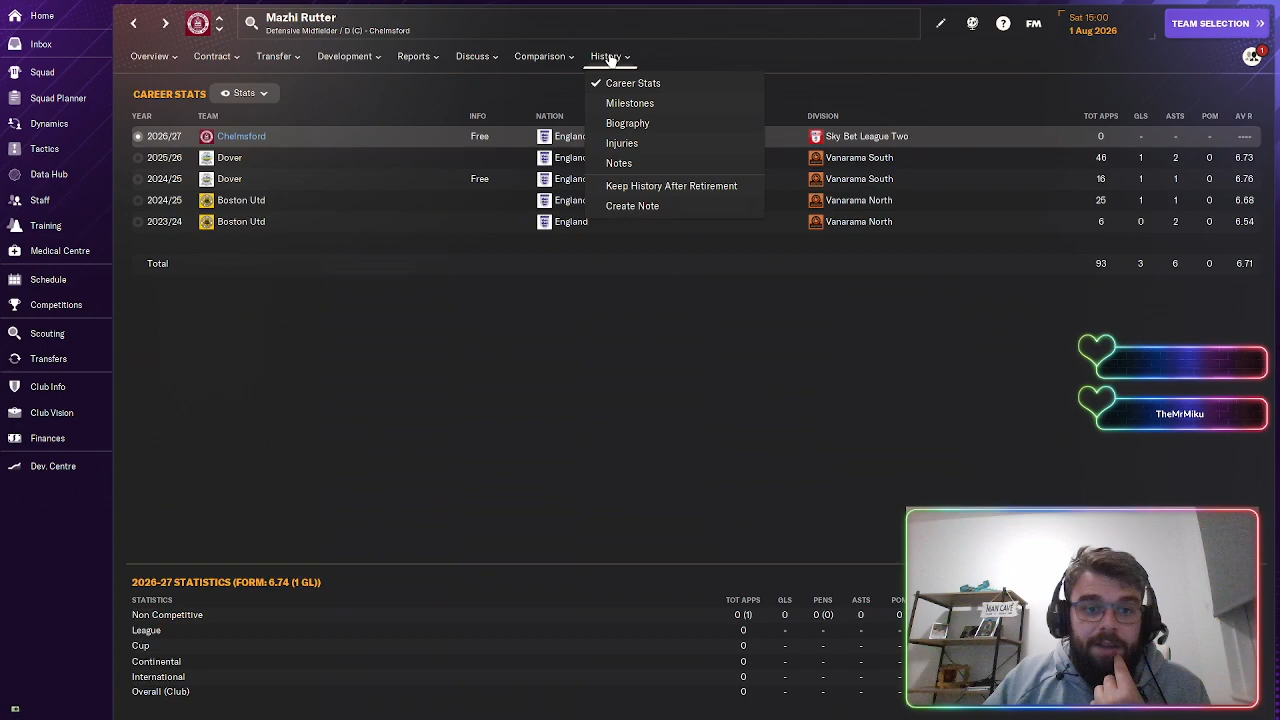 Home
Inbox
Squad
Squad Planner
Dynamics
Tactics
Data Hub
Staff
Training
Medical Centre
Schedule
Competitions
Scouting
Transfers
Club Info
Club Vision
Finances
Dev. Centre
Mazhi Rutter
Defensive Midfielder / D (C) - Chelmsford
FM
Sat 15:00
1 Aug 2026
TEAM SELECTION
1
Overview Contract Transfer Development Reports Discuss Comparison History
Career Stats
Milestones
Biography
Injuries
Notes
Keep History After Retirement
Create Note
CAREER STATS Stats
YEAR TEAM INFO NATION DIVISION TOT APPS GLS ASTS POM AV R
2026/27 Chelmsford Free England Sky Bet League Two 0 - - - ----
2025/26 Dover England Vanarama South 46 1 2 0 6.73
2024/25 Dover Free England Vanarama South 16 1 1 0 6.78
2024/25 Boston Utd England Vanarama North 25 1 1 0 6.68
2023/24 Boston Utd England Vanarama North 6 0 2 0 6.54
Total 93 3 6 0 6.71
TheMrMiku
MAN CAVE
2026-27 STATISTICS (FORM: 6.74 (1 GL))
STATISTICS TOT APPS GLS PENS ASTS POM
Non Competitive 0 (1) 0 0 (0) 0 0
League 0 - - - -
Cup 0 - - - -
Continental 0 - - - -
International 0 - - - -
Overall (Club) 0 - - - -